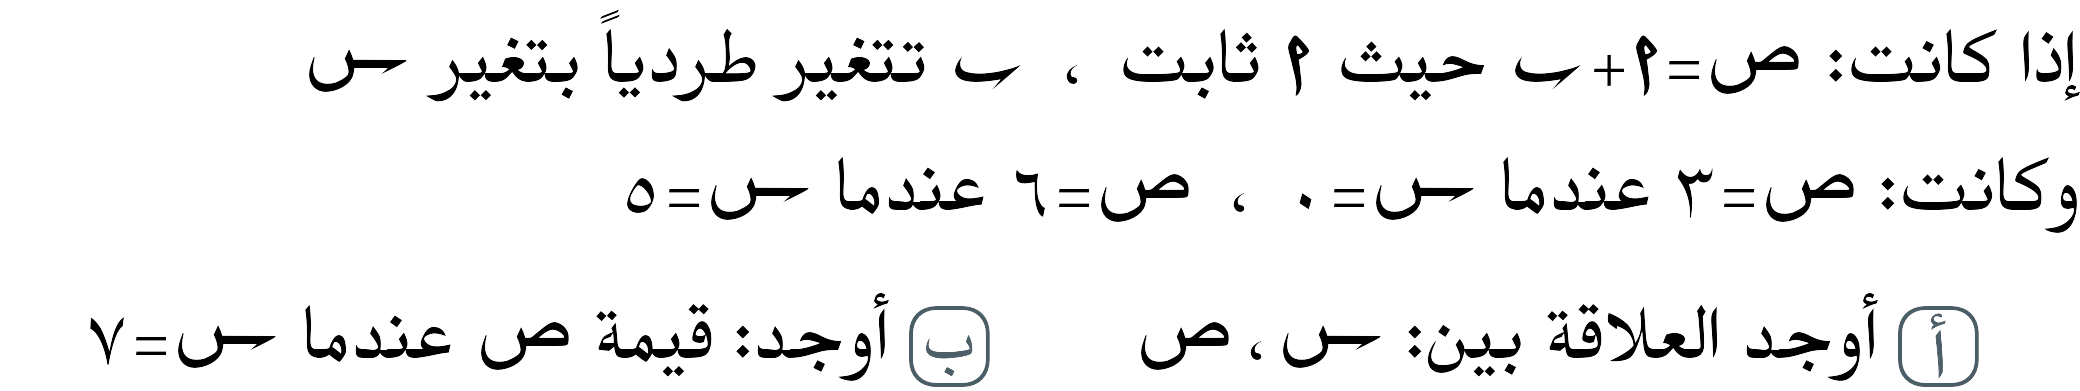 إذا كانت: ص=م+ب حيث م ثابت ، ب تتغير طردياً بتغير س
وكانت: ص=٣ عندما س=٠ ، ص=٦ عندما س=٥
أ أوجد العلاقة بين: س ، ص ب أوجد: قيمة ص عندما س=٧